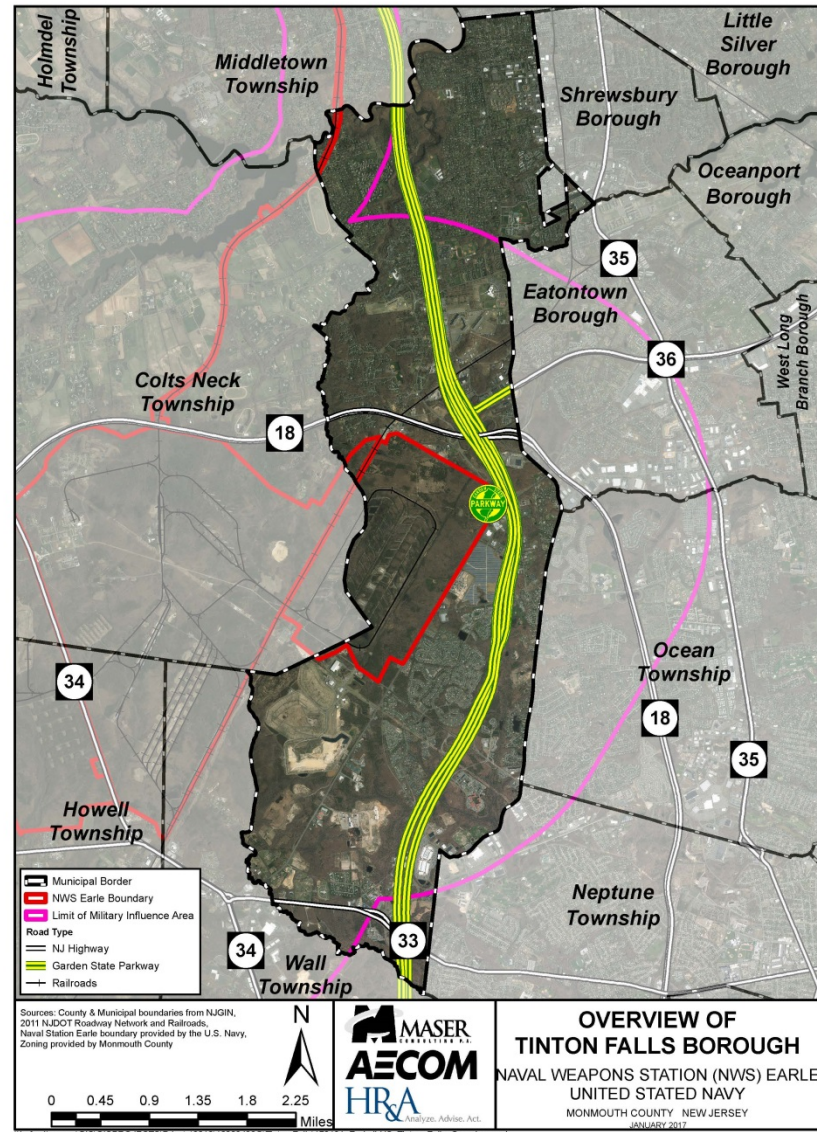 Holmdel
Township
Middletown
Township
Little
Silver
Borough
Shrewsbury
Borough
Oceanport
Borough
35
Eatontown
Borough
36
West Long
Branch Borough
Colts Neck
Township
18
PARKWAY
Ocean
Township
34
18
35
Howell
Township
Neptune
Township
33
34
Wall
Township
Municipal Border
NWS Earle Boundary
Limit of Military Influence Area
Road Type
NJ Highway
Garden State Parkway
Railroads
Sources: County & Municipal boundaries from NJGIN,
2011 NJDOT Roadway Network and Railroads,
Naval Station Earle boundary provided by the U.S. Navy,
Zoning provided by Monmouth County
N
0 0.45 0.9 1.35 1.8 2.25
Miles
MASER
CONSULTING P.A.
AECOM
HR&A
Analyze. Advise. Act.
OVERVIEW OF
TINTON FALLS BOROUGH
NAVAL WEAPONS STATION (NWS) EARLE
UNITED STATED NAVY
MONMOUTH COUNTY NEW JERSEY
JANUARY 2017